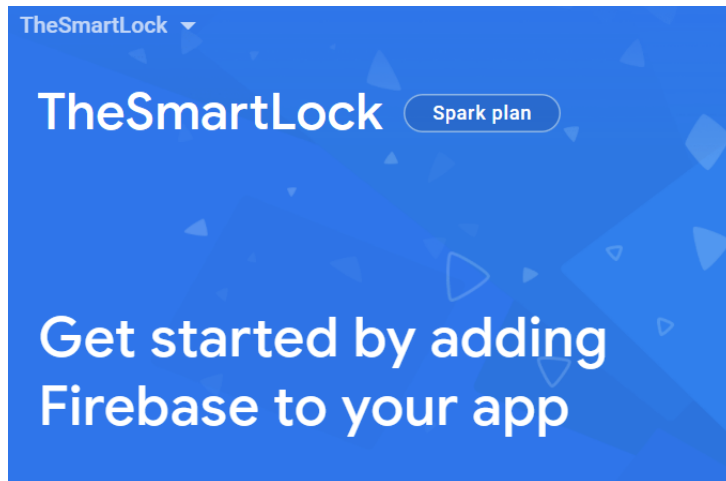 TheSmartLock
TheSmartLock Spark plan
Get started by adding
Firebase to your app